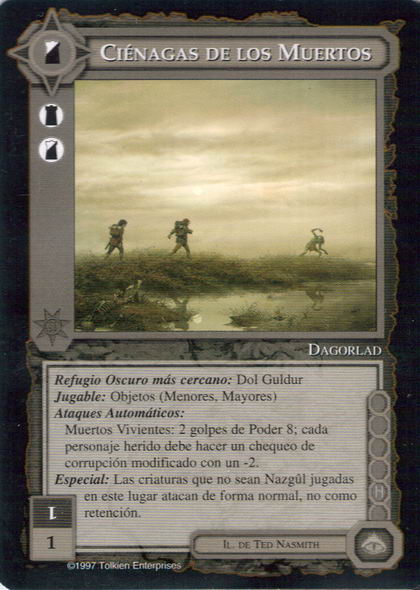 CIÉNAGAS DE LOS MUERTOS
DAGORLAD
Refugio Oscuro más cercano: Dol Guldur
Jugable: Objetos (Menores, Mayores)
Ataques Automáticos:
Muertos Vivientes: 2 golpes de Poder 8; cada
personaje herido debe hacer un chequeo de
corrupción modificado con un -2.
Especial: Las criaturas que no sean Nazgûl jugadas
en este lugar atacan de forma normal, no como
retención.
H
1
IL. DE TED NASMITH
©1997 Tolkien Enterprises